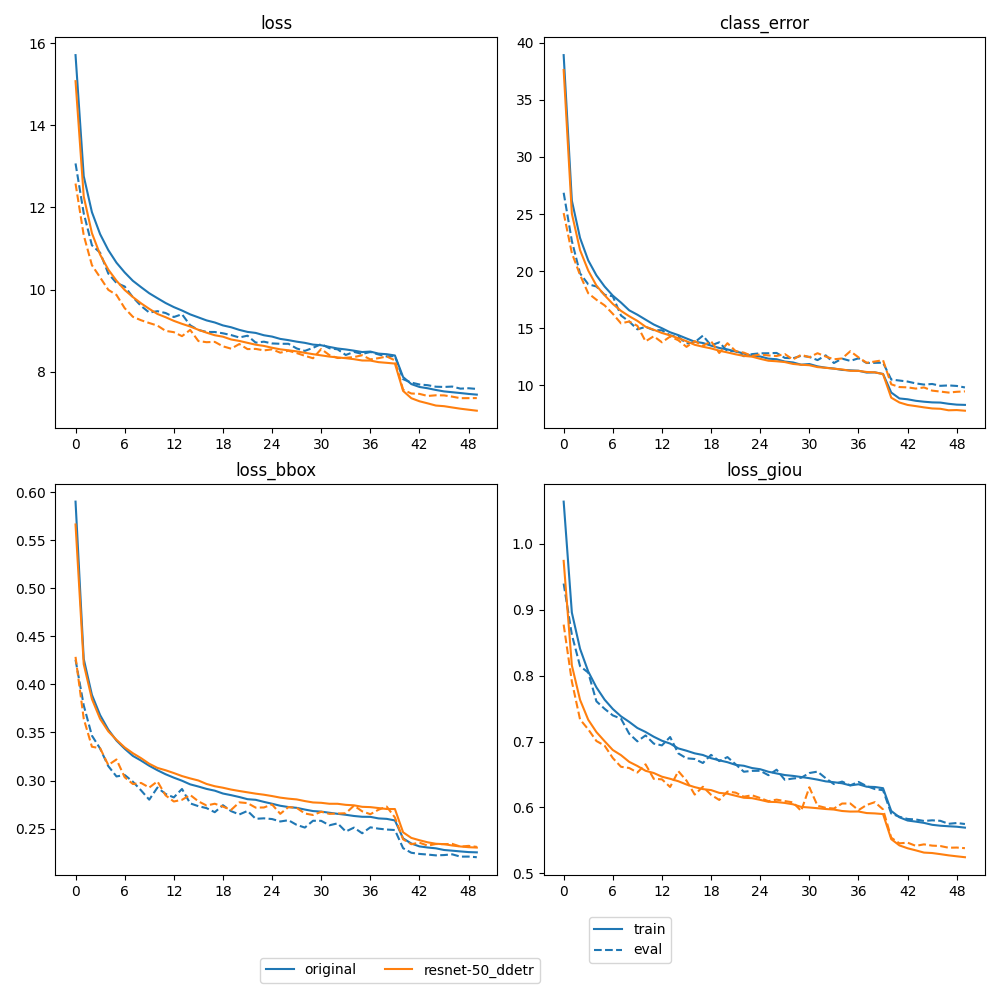 loss
class_error
16
14
12
10
8
0 6 12 18 24 30 36 42 48
40
35
30
25
20
15
10
0 6 12 18 24 30 36 42 48
loss_bbox
loss_giou
0.60
0.55
0.50
0.45
0.40
0.35
0.30
0.25
0 6 12 18 24 30 36 42 48
1.0
0.9
0.8
0.7
0.6
0.5
0 6 12 18 24 30 36 42 48
train
eval
original resnet-50_ddetr